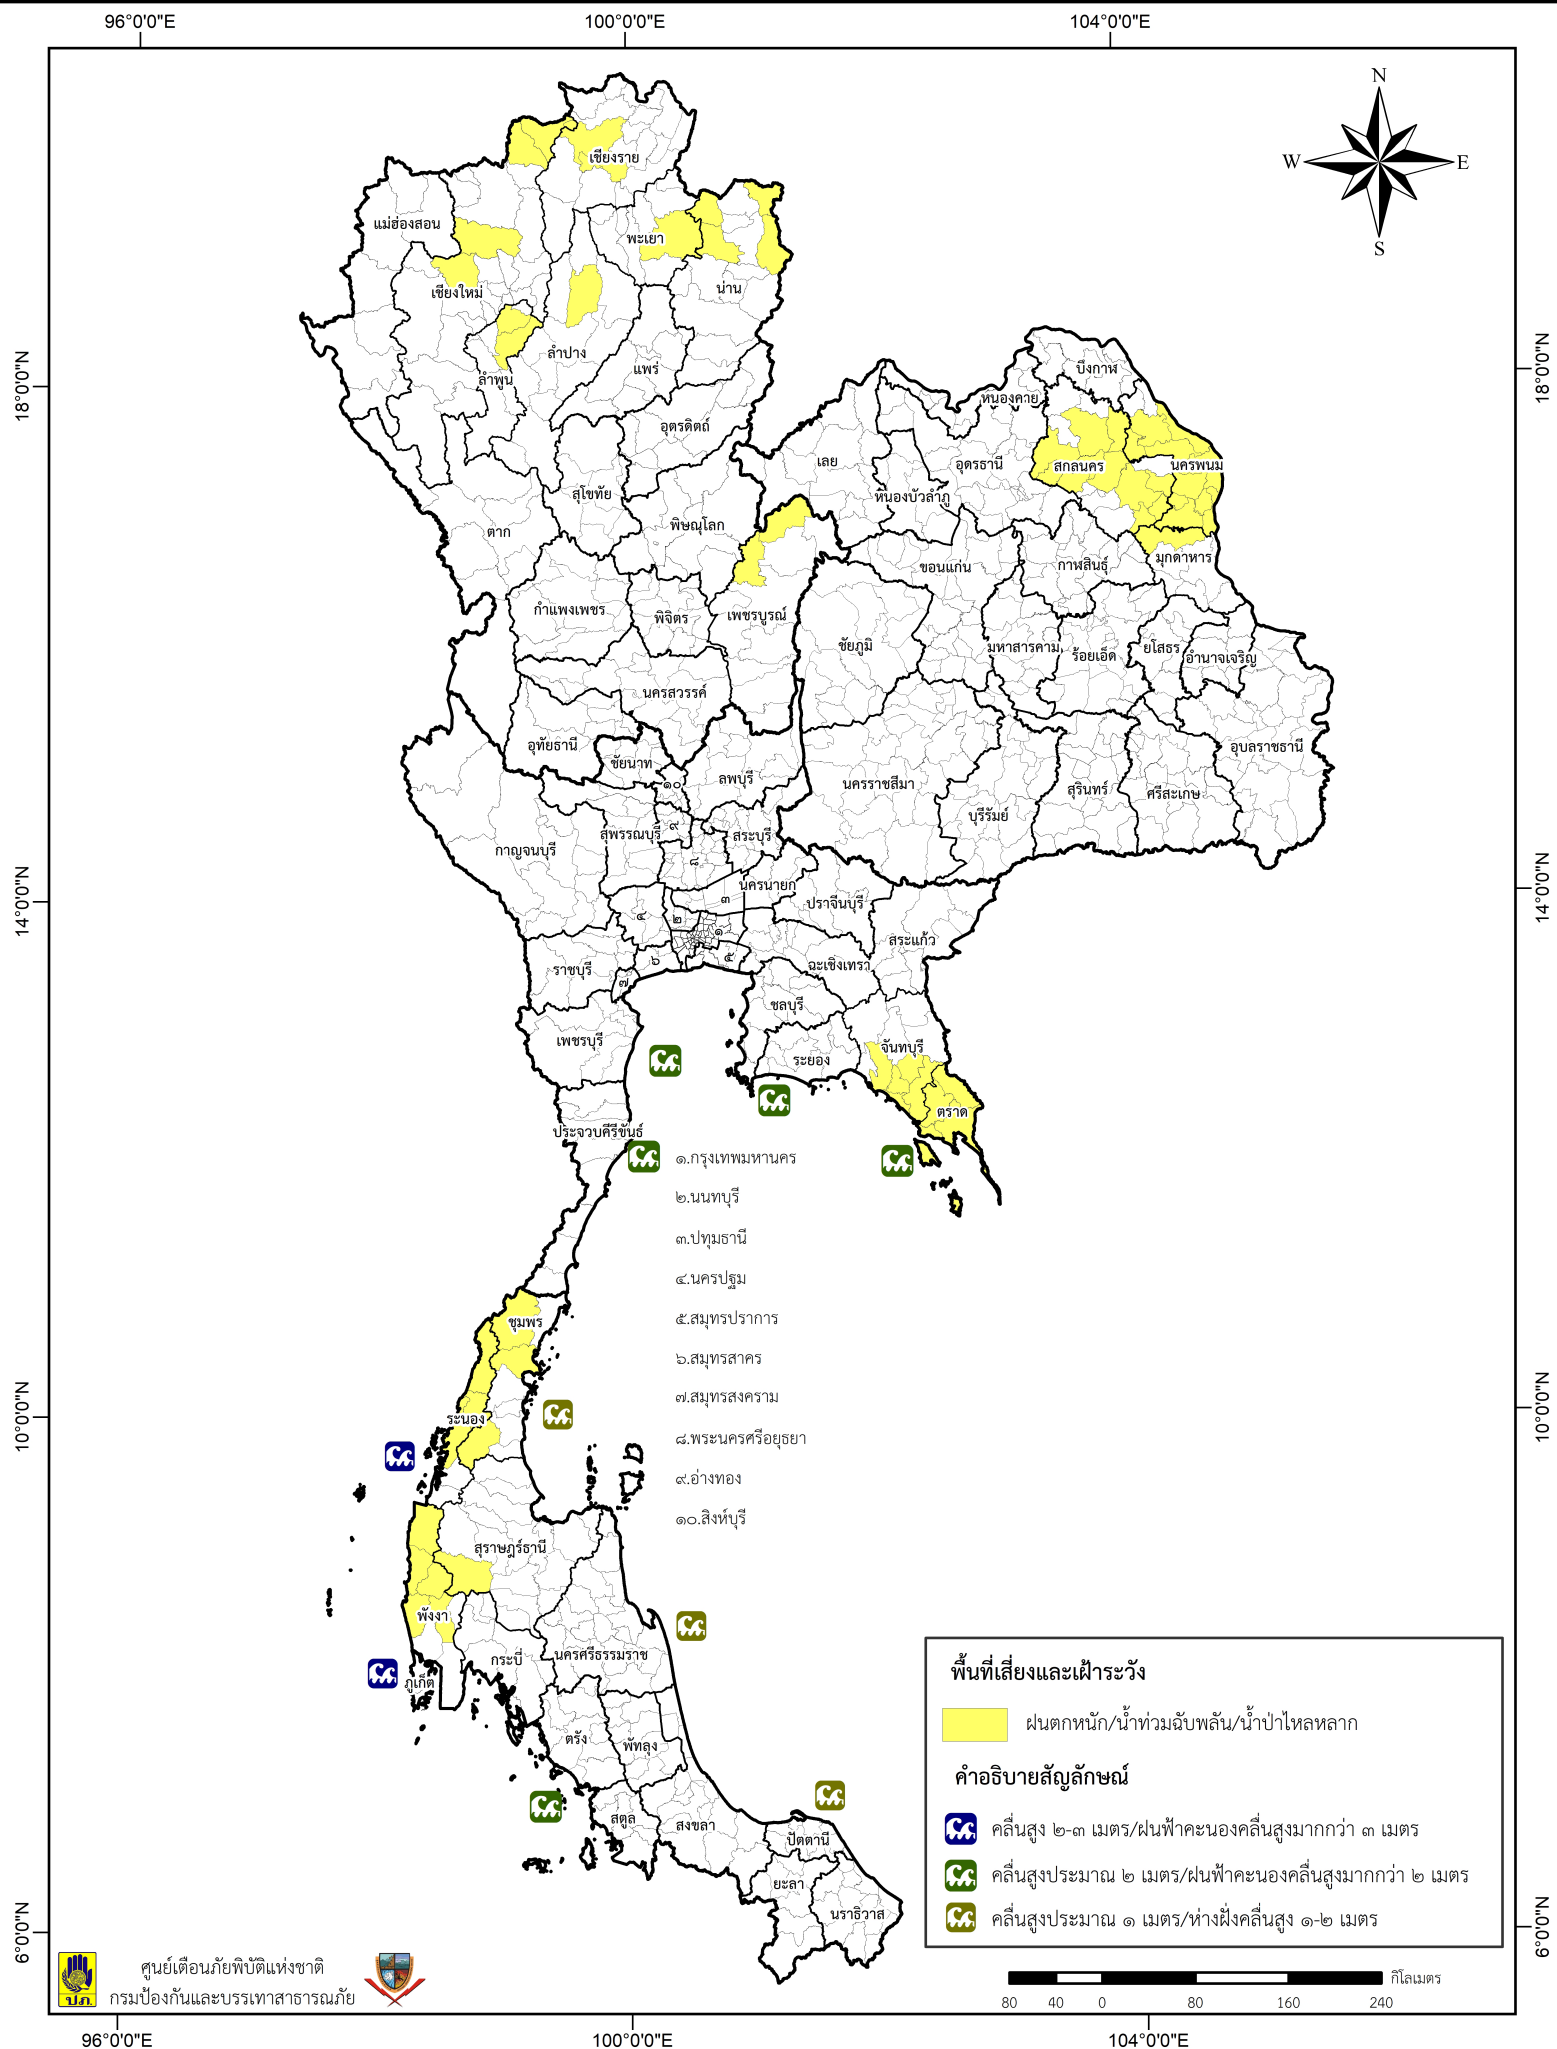 96°0'0"E 100°0'0"E 104°0'0"E
N
W E
S
เชียงราย
แม่ฮ่องสอน
พะเยา
น่าน
เชียงใหม่
ลำปาง
แพร่
ลำพูน
บึงกาฬ
18°0'0"N 18°0'0"N
หนองคาย
อุตรดิตถ์
เลย
อุดรธานี
สกลนคร
นครพนม
สุโขทัย
หนองบัวลำภู
พิษณุโลก
ตาก
มุกดาหาร
ขอนแก่น
กาฬสินธุ์
กำแพงเพชร
พิจิตร
เพชรบูรณ์
ชัยภูมิ
มหาสารคาม
ร้อยเอ็ด
ยโสธร
อำนาจเจริญ
นครสวรรค์
อุทัยธานี
ชัยนาท
อุบลราชธานี
๑๐
ลพบุรี
นครราชสีมา
สุรินทร์
ศรีสะเกษ
บุรีรัมย์
สุพรรณบุรี
๙
สระบุรี
กาญจนบุรี
๘
นครนายก
14°0'0"N 14°0'0"N
๓
ปราจีนบุรี
๔
๒
๑
สระแก้ว
๖
๕
ฉะเชิงเทรา
ราชบุรี
๗
ชลบุรี
เพชรบุรี
ระยอง
จันทบุรี
ตราด
ประจวบคีรีขันธ์
๑.กรุงเทพมหานคร
๒.นนทบุรี
๓.ปทุมธานี
๔.นครปฐม
๕.สมุทรปราการ
๖.สมุทรสาคร
๗.สมุทรสงคราม
๘.พระนครศรีอยุธยา
๙.อ่างทอง
๑๐.สิงห์บุรี
ชุมพร
10°0'0"N 10°0'0"N
ระนอง
สุราษฎร์ธานี
พังงา
นครศรีธรรมราช
กระบี่
ภูเก็ต
ตรัง
พัทลุง
สตูล
สงขลา
ปัตตานี
ยะลา
นราธิวาส
พื้นที่เสี่ยงและเฝ้าระวัง
ฝนตกหนัก/น้ำท่วมฉับพลัน/น้ำป่าไหลหลาก
คำอธิบายสัญลักษณ์
คลื่นสูง ๒-๓ เมตร/ฝนฟ้าคะนองคลื่นสูงมากกว่า ๓ เมตร
คลื่นสูงประมาณ ๒ เมตร/ฝนฟ้าคะนองคลื่นสูงมากกว่า ๒ เมตร
คลื่นสูงประมาณ ๑ เมตร/ห่างฝั่งคลื่นสูง ๑-๒ เมตร
6°0'0"N 6°0'0"N
ปภ.
ศูนย์เตือนภัยพิบัติแห่งชาติ
กรมป้องกันและบรรเทาสาธารณภัย
กิโลเมตร
80 40 0 80 160 240
96°0'0"E 100°0'0"E 104°0'0"E